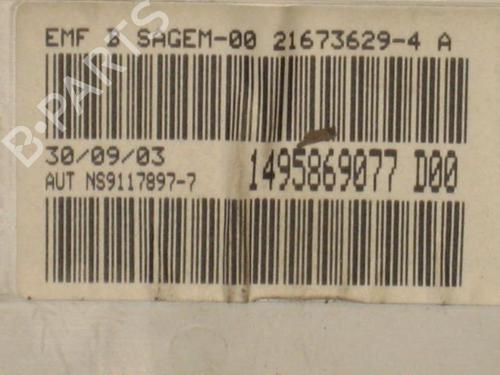 EMF B SAGEM-00 21673629-4 A
30/09/03
AUT NS9117897-7
1495869077 D00
B-PARTS